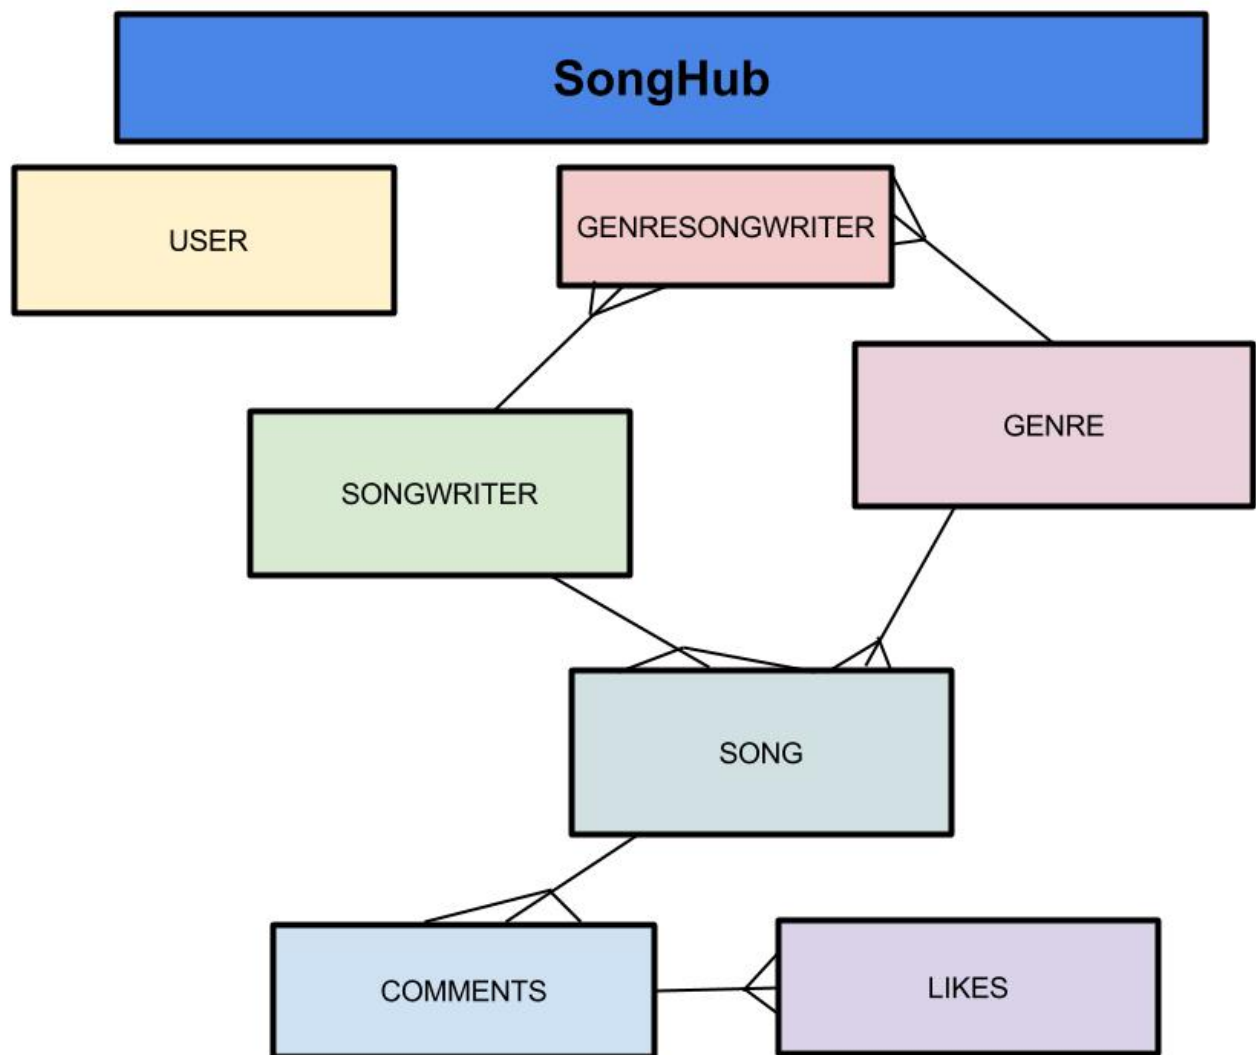 SongHub
USER
GENRESONGWRITER
GENRE
SONGWRITER
SONG
COMMENTS
LIKES